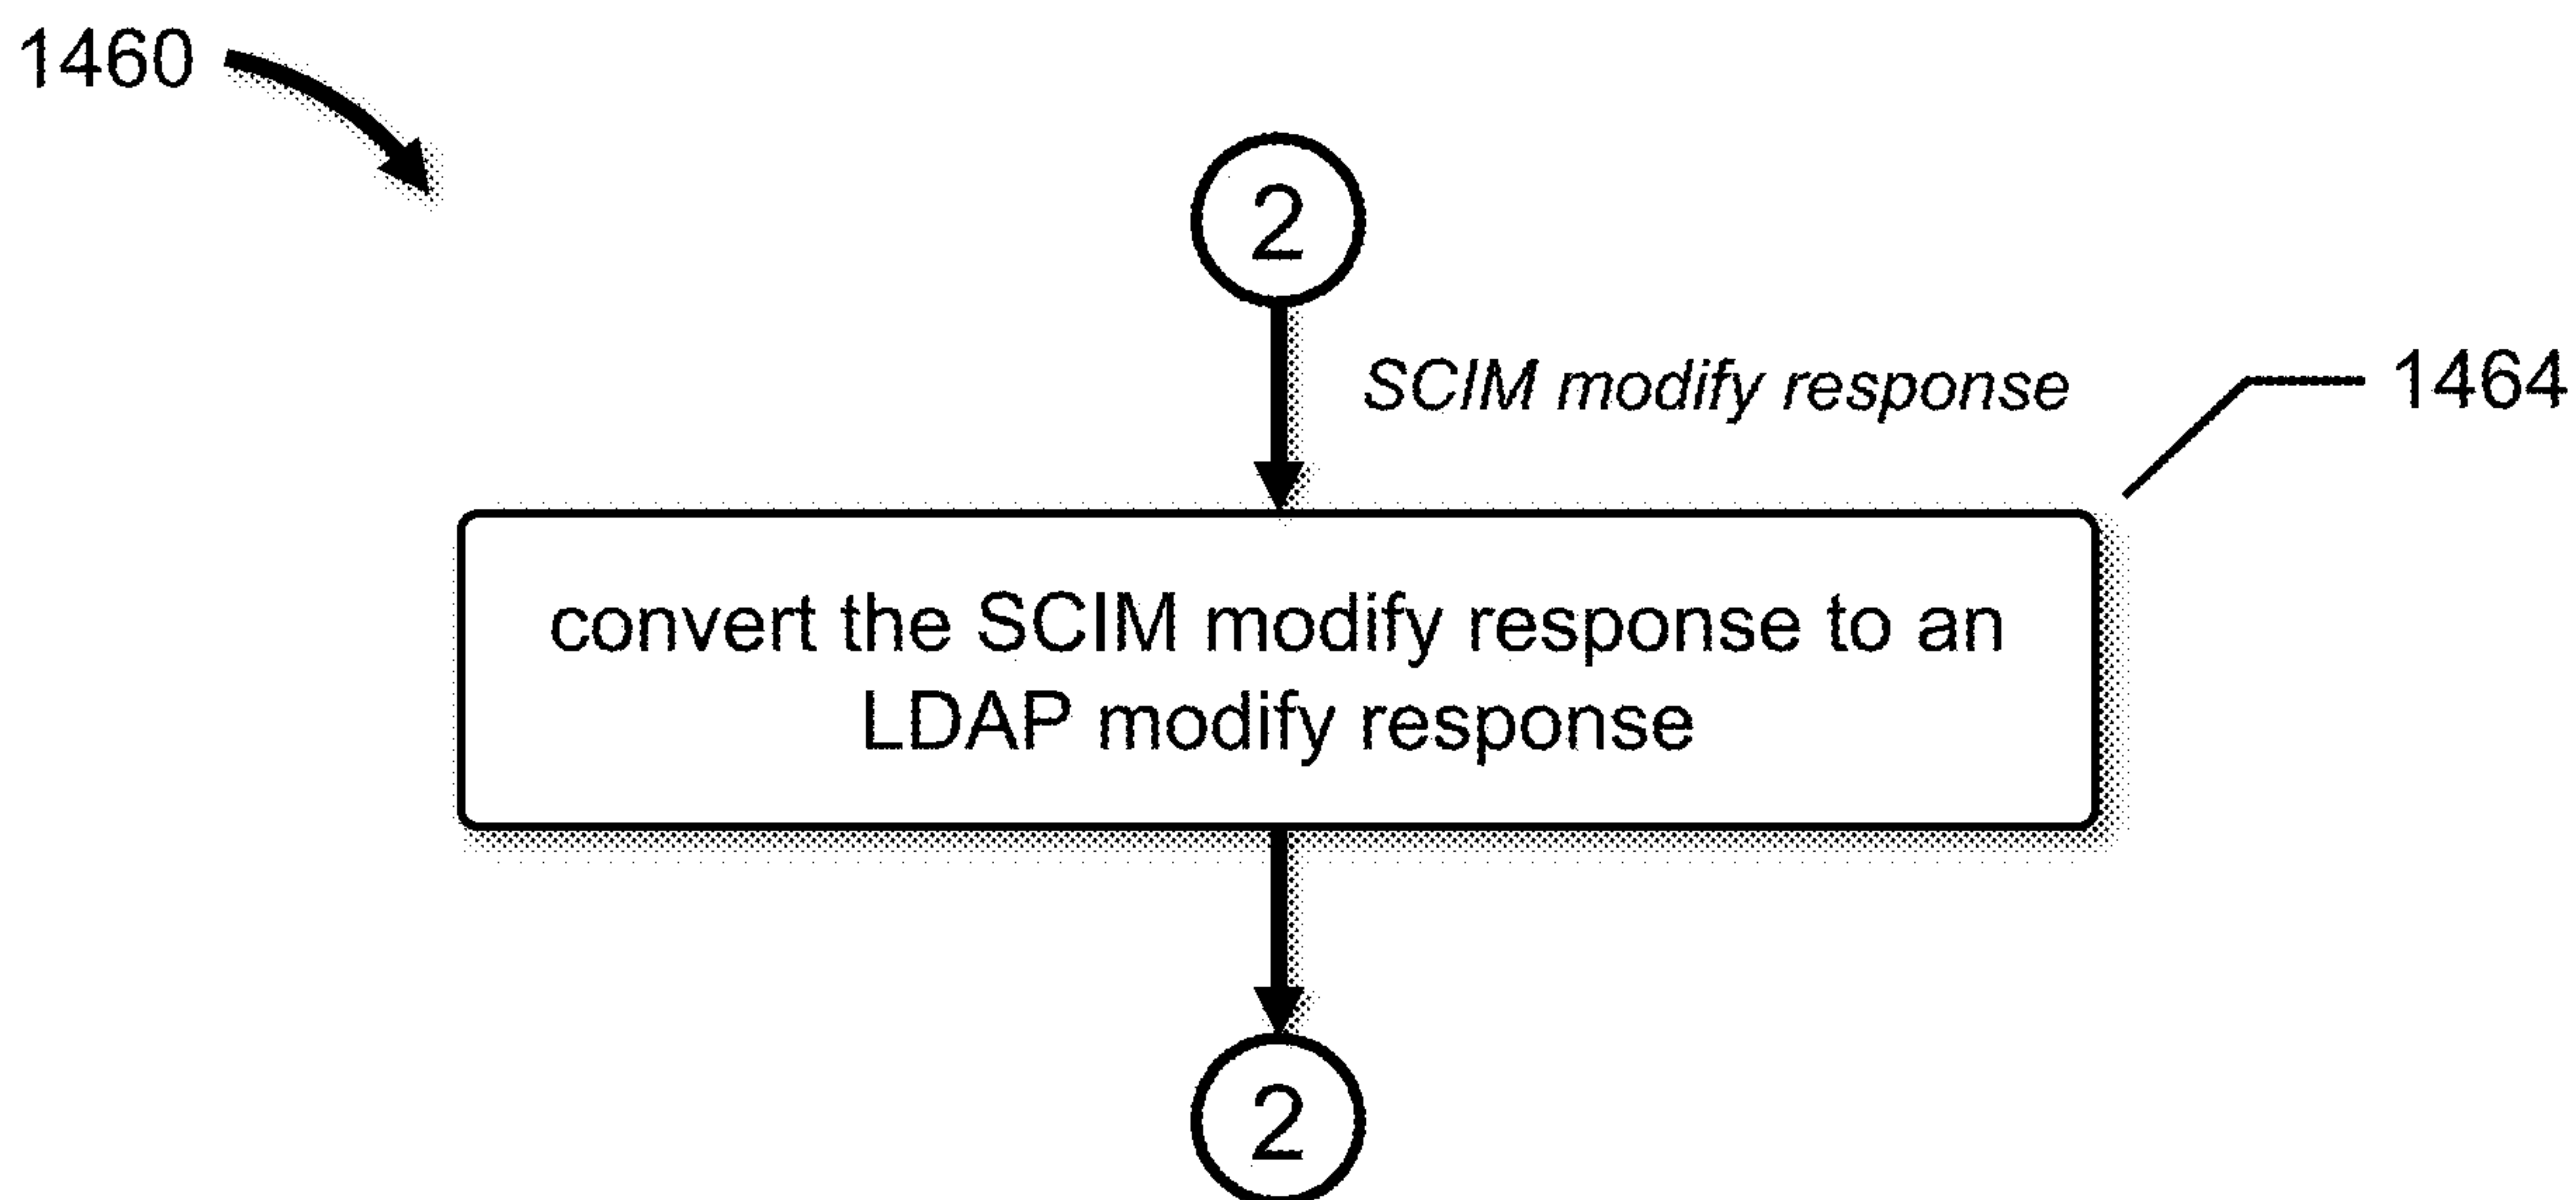 1460
2
SCIM modify response
1464
convert the SCIM modify response to an
LDAP modify response
2